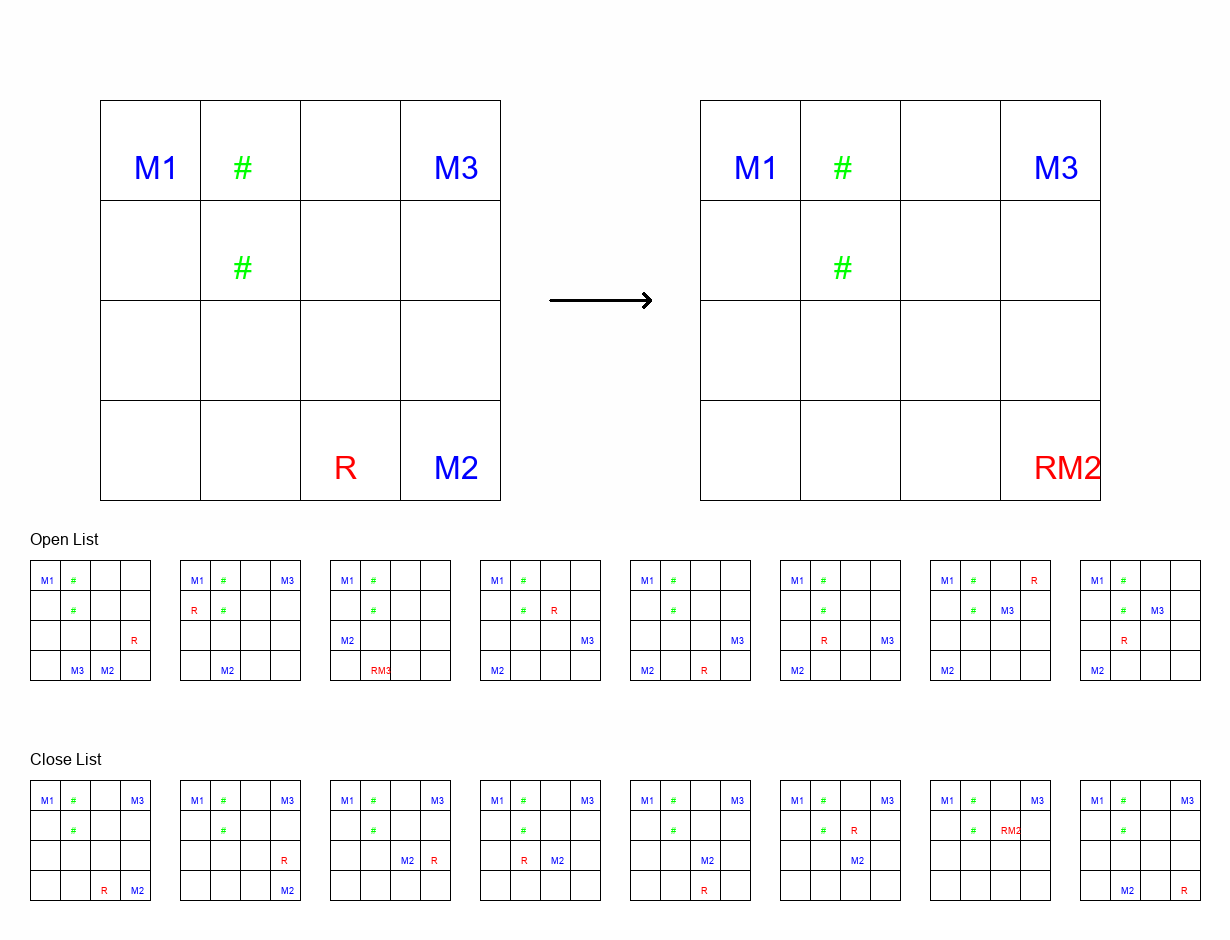 M1 # M3 M1 # M3
# #
R M2 RM2
Open List
M1 # M1 # M3 M1 # M1 # M1 # M1 # M1 # R M1 #
# R # # # R # # # M3 # M3
R M2 M3 M3 R M3 R
M3 M2 M2 RM3 M2 M2 R M2 M2 M2
Close List
M1 # M3 M1 # M3 M1 # M3 M1 # M3 M1 # M3 M1 # M3 M1 # M3 M1 # M3
# # # # # # R # RM2 #
R M2 R R M2 M2 M2
R M2 M2 R M2 R